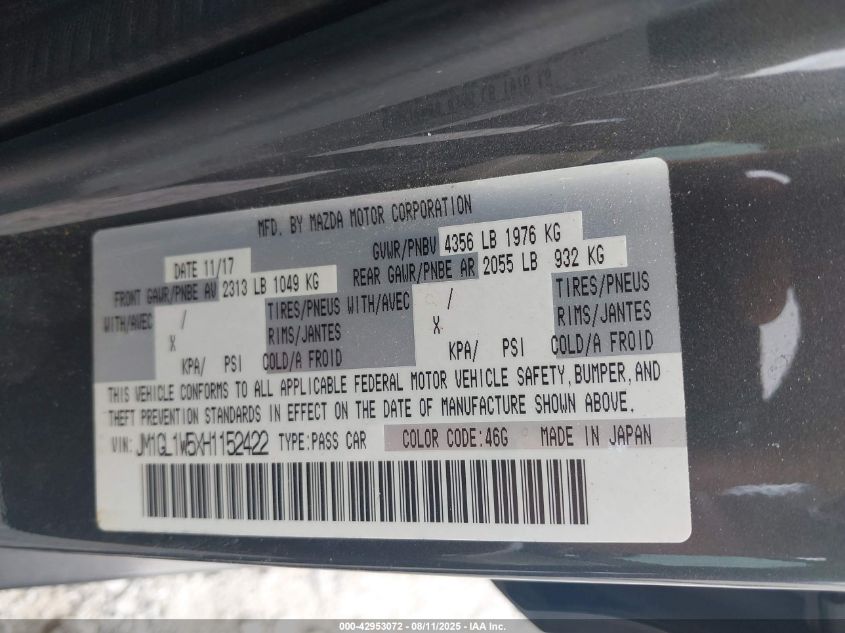 MFD. BY MAZDA MOTOR CORPORATION
DATE 11/17 GVWR/PNBV 4356 LB 1976 KG
FRONT GAWR/PNBE AV 2313 LB 1049 KG REAR GAWR/PNBE AR 2055 LB 932 KG
WITH/AVEC / TIRES/PNEUS WITH/AVEC / TIRES/PNEUS
X RIMS/JANTES X RIMS/JANTES
KPA/ PSI COLD/A FROID KPA/ PSI COLD/A FROID
THIS VEHICLE CONFORMS TO ALL APPLICABLE FEDERAL MOTOR VEHICLE SAFETY, BUMPER, AND
THEFT PREVENTION STANDARDS IN EFFECT ON THE DATE OF MANUFACTURE SHOWN ABOVE.
VIN: JM1GL1W5XH1152422 TYPE:PASS CAR COLOR CODE:46G MADE IN JAPAN
000-42953072 - 08/11/2025 - IAA Inc.